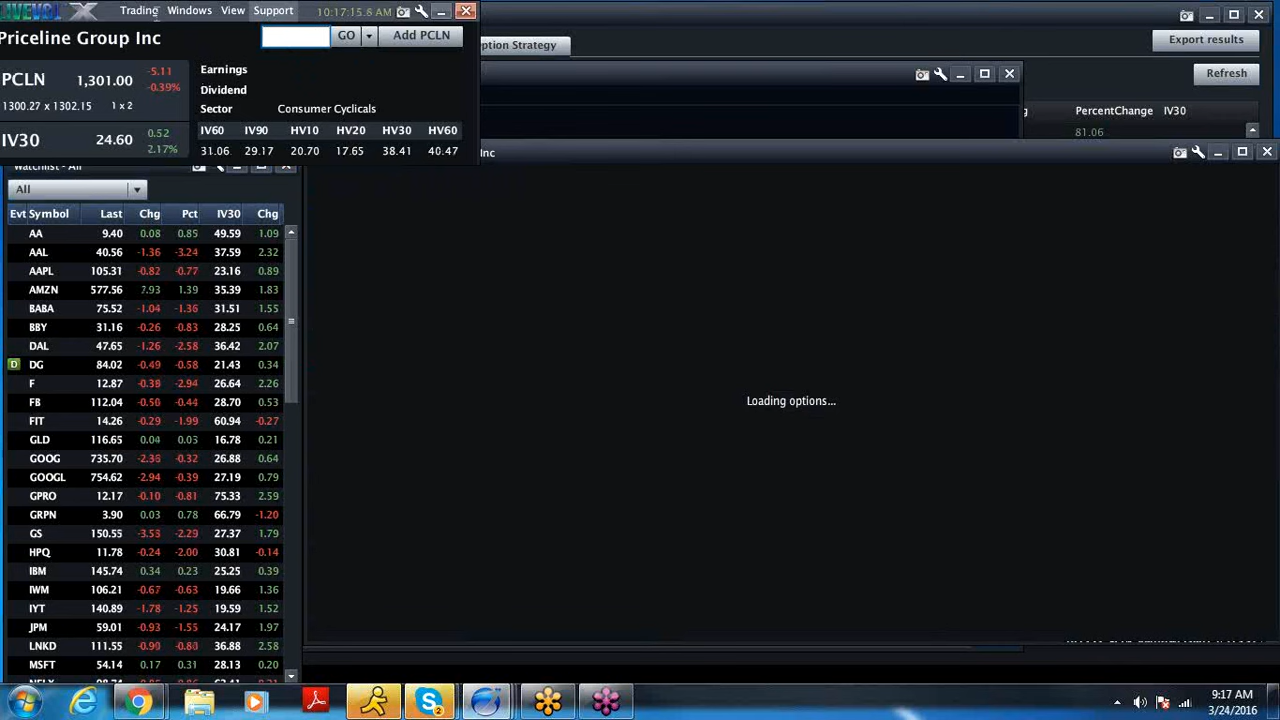 LIVEVOL X Trading Windows View Support 10:17:15.8 AM
Priceline Group Inc GO Add PCLN
PCLN 1,301.00 -5.11 -0.39%
1300.27 x 1302.15 1 x 2
IV30 24.60 0.52 2.17%
Earnings
Dividend
Sector Consumer Cyclicals
IV60 IV90 HV10 HV20 HV30 HV60
31.06 29.17 20.70 17.65 38.41 40.47
ption Strategy
Export results
Refresh
g PercentChange IV30
81.06
nc
Watchlist - All
All
Evt Symbol Last Chg Pct IV30 Chg
AA 9.40 0.08 0.85 49.59 1.09
AAL 40.56 -1.36 -3.24 37.59 2.32
AAPL 105.31 -0.82 -0.77 23.16 0.89
AMZN 577.56 7.93 1.39 35.39 1.83
BABA 75.52 -1.04 -1.36 31.51 1.55
BBY 31.16 -0.26 -0.83 28.25 0.64
DAL 47.65 -1.26 -2.58 36.42 2.07
D DG 84.02 -0.49 -0.58 21.43 0.34
F 12.87 -0.38 -2.94 26.64 2.26
FB 112.04 -0.50 -0.44 28.70 0.53
FIT 14.26 -0.29 -1.99 60.94 -0.27
GLD 116.65 0.04 0.03 16.78 0.21
GOOG 735.70 -2.36 -0.32 26.88 0.64
GOOGL 754.62 -2.94 -0.39 27.19 0.79
GPRO 12.17 -0.10 -0.81 75.33 2.59
GRPN 3.90 0.03 0.78 66.79 -1.20
GS 150.55 -3.53 -2.29 27.37 1.79
HPQ 11.78 -0.24 -2.00 30.81 -0.14
IBM 145.74 0.34 0.23 25.25 0.39
IWM 106.21 -0.67 -0.63 19.66 1.36
IYT 140.89 -1.78 -1.25 19.59 1.52
JPM 59.01 -0.93 -1.55 24.17 1.97
LNKD 111.55 -0.90 -0.80 36.88 2.58
MSFT 54.14 0.17 0.31 28.13 0.20
Loading options...
9:17 AM
3/24/2016